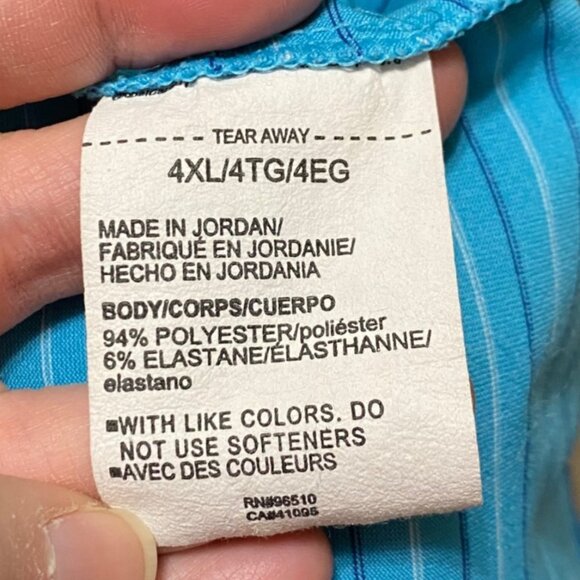 TEAR AWAY
4XL/4TG/4EG
MADE IN JORDAN/
FABRIQUÉ EN JORDANIE/
HECHO EN JORDANIA
BODY/CORPS/CUERPO
94% POLYESTER/poliéster
6% ELASTANE/ÉLASTHANNE/
elastano
▪WITH LIKE COLORS. DO
NOT USE SOFTENERS
▪AVEC DES COULEURS
RN#96510
CA#41095